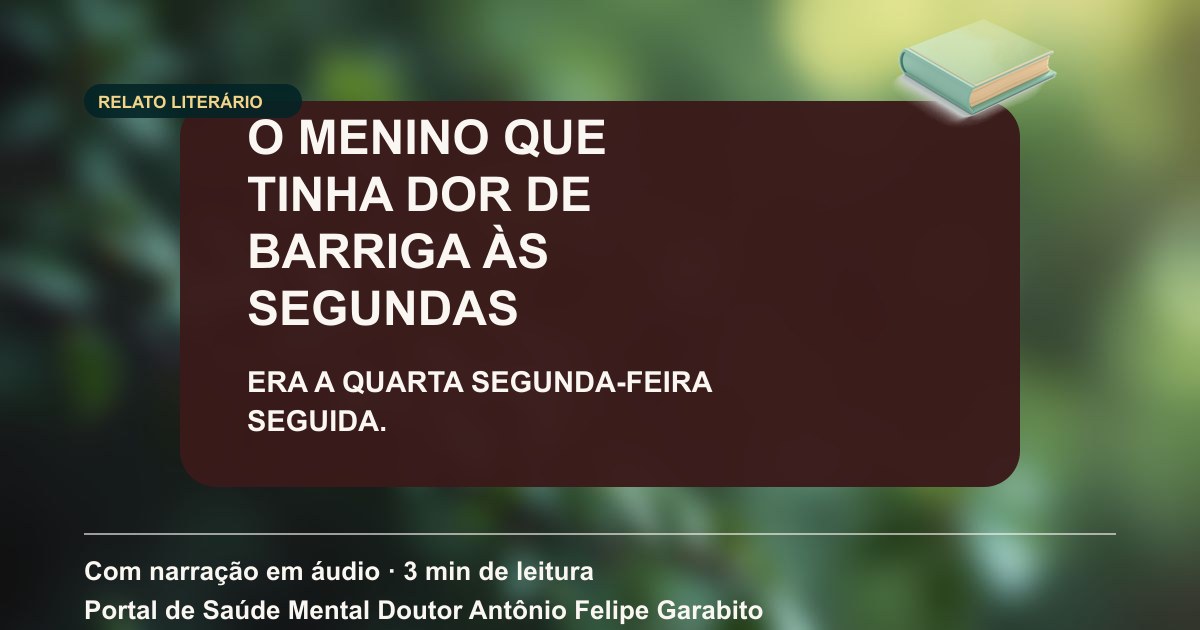 RELATO LITERÁRIO
O MENINO QUE
TINHA DOR DE
BARRIGA ÀS
SEGUNDAS
ERA A QUARTA SEGUNDA-FEIRA
SEGUIDA.
Com narração em áudio · 3 min de leitura
Portal de Saúde Mental Doutor Antônio Felipe Garabito